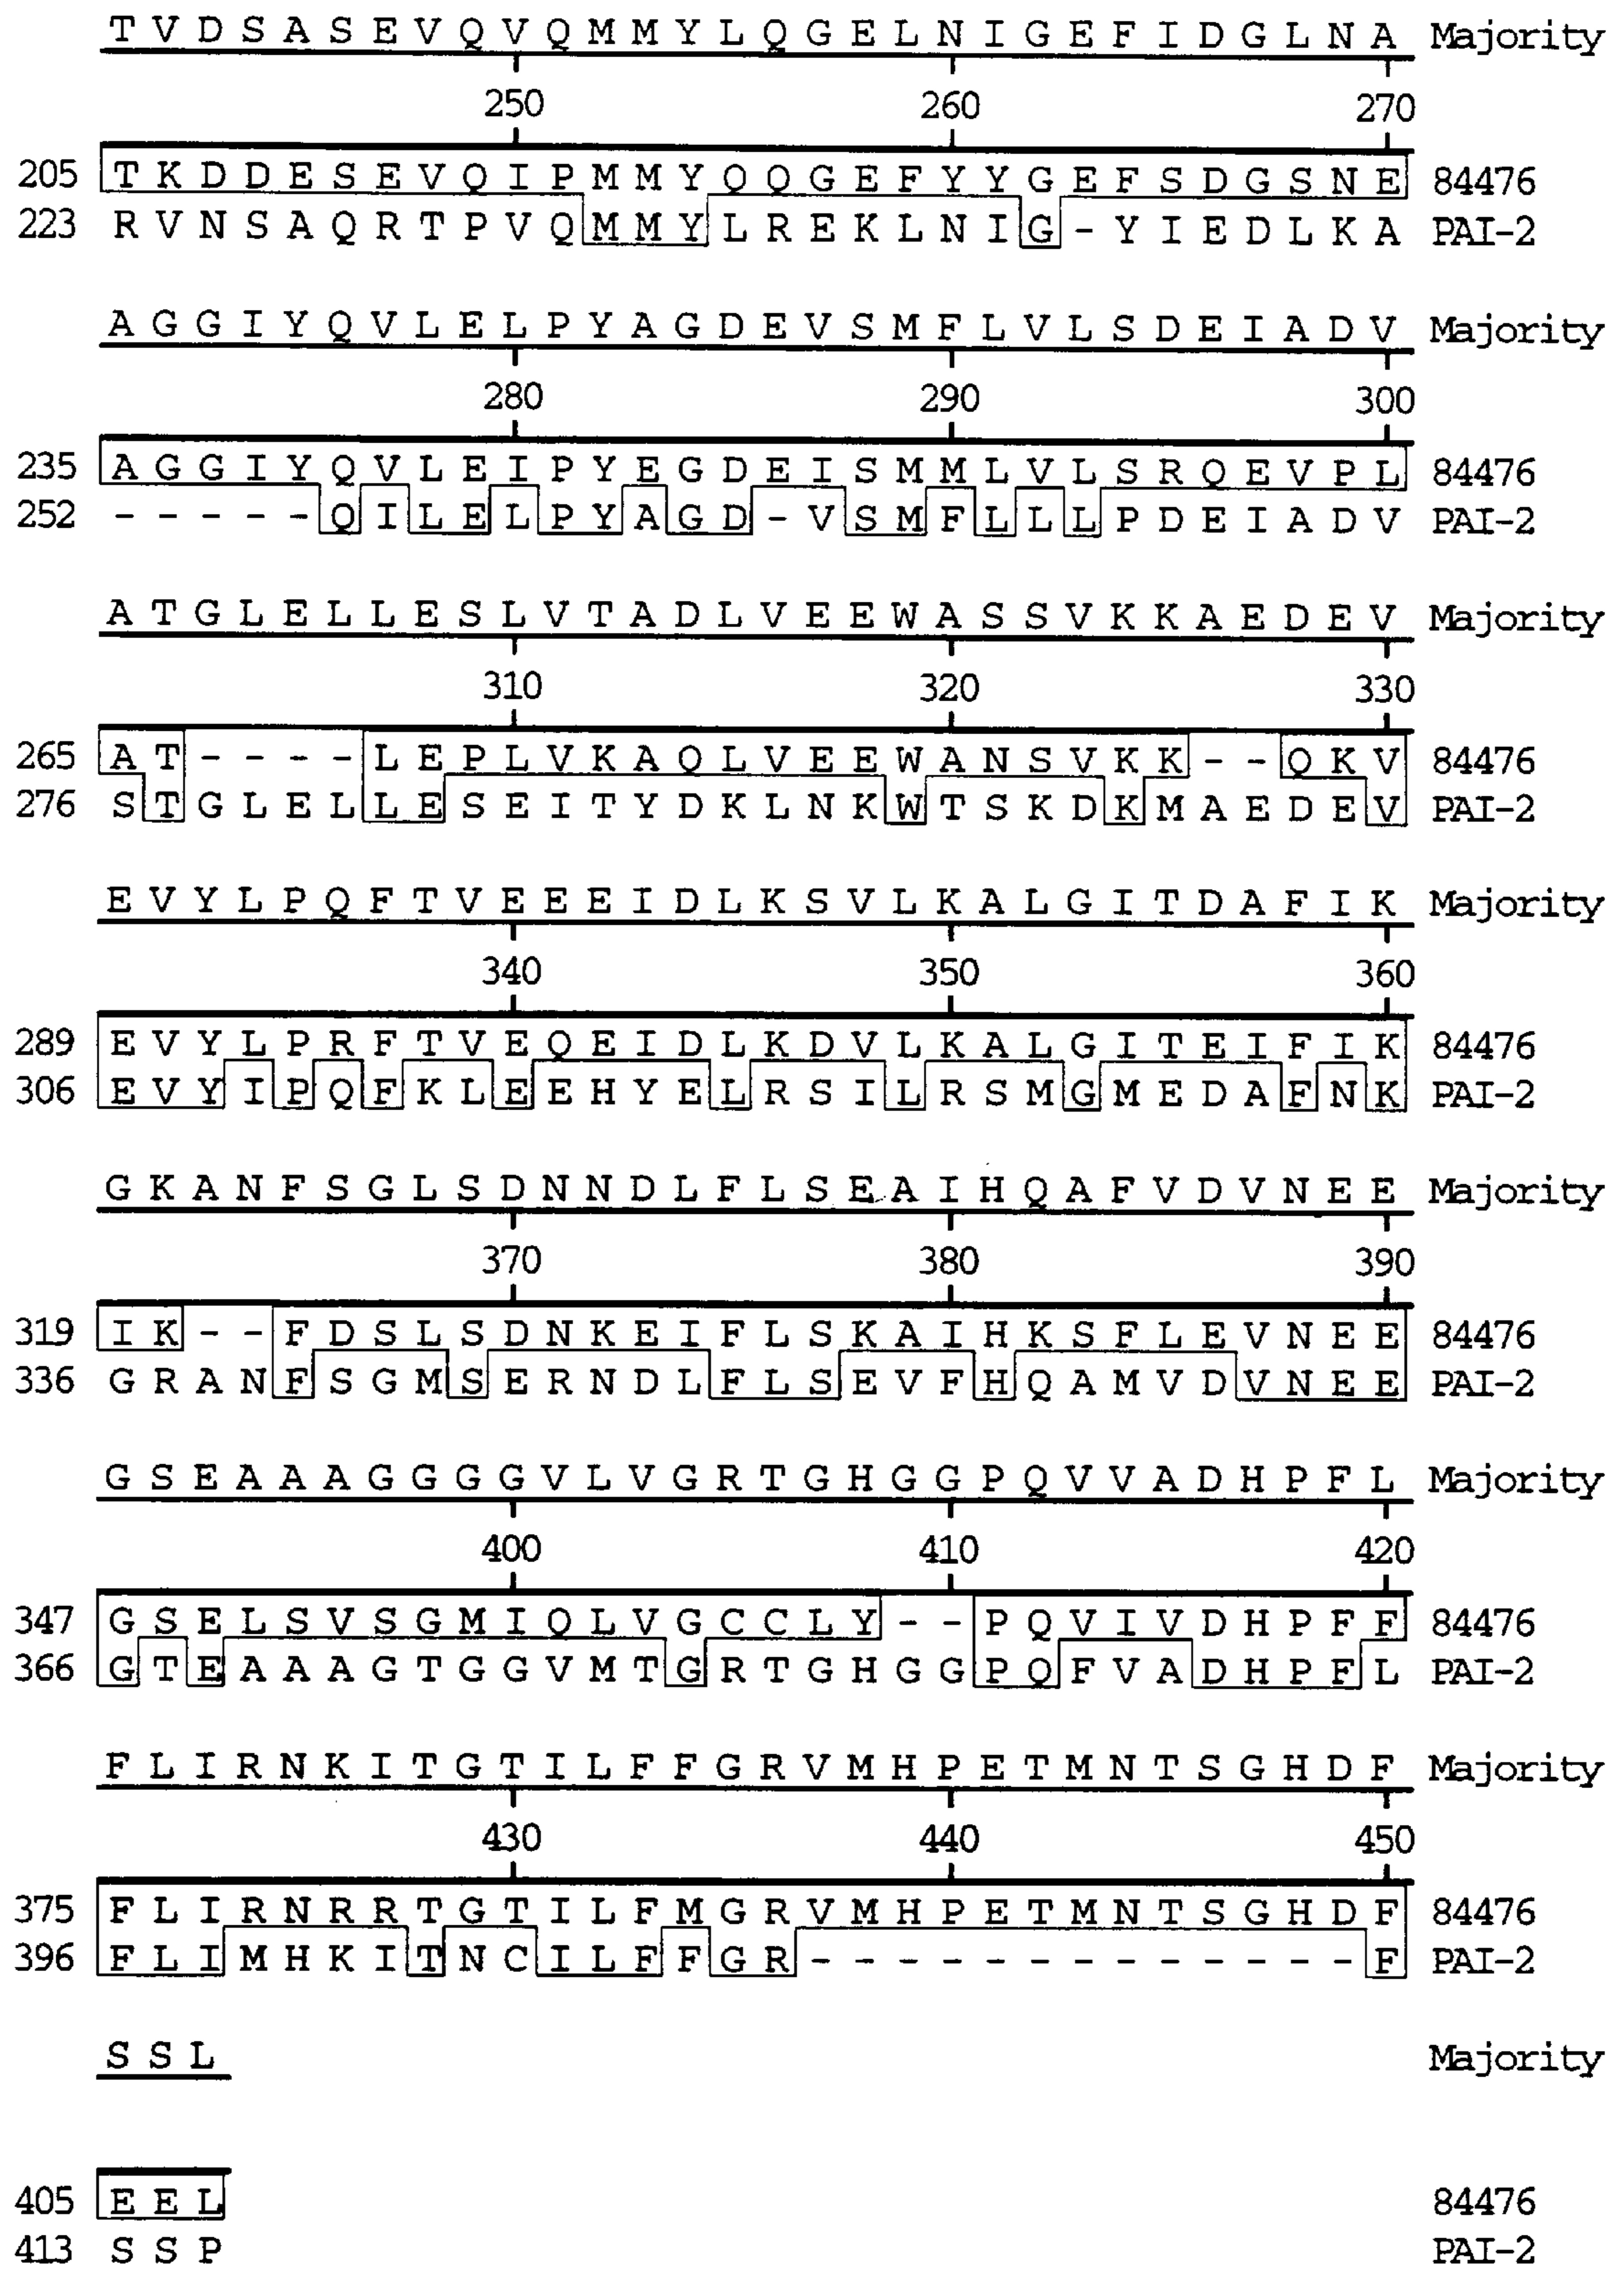 T V D S A S E V Q V Q M M Y L Q G E L N I G E F I D G L N A Majority
250 260 270
205 T K D D E S E V Q I P M M Y Q Q G E F Y Y G E F S D G S N E 84476
223 R V N S A Q R T P V Q M M Y L R E K L N I G - Y I E D L K A PAI-2
A G G I Y Q V L E L P Y A G D E V S M F L V L S D E I A D V Majority
280 290 300
235 A G G I Y Q V L E I P Y E G D E I S M M L V L S R Q E V P L 84476
252 - - - - - Q I L E L P Y A G D - V S M F L L L P D E I A D V PAI-2
A T G L E L L E S L V T A D L V E E W A S S V K K A E D E V Majority
310 320 330
265 A T - - - - L E P L V K A Q L V E E W A N S V K K - - Q K V 84476
276 S T G L E L L E S E I T Y D K L N K W T S K D K M A E D E V PAI-2
E V Y L P Q F T V E E E I D L K S V L K A L G I T D A F I K Majority
340 350 360
289 E V Y L P R F T V E Q E I D L K D V L K A L G I T E I F I K 84476
306 E V Y I P Q F K L E E H Y E L R S I L R S M G M E D A F N K PAI-2
G K A N F S G L S D N N D L F L S E A I H Q A F V D V N E E Majority
370 380 390
319 I K - - F D S L S D N K E I F L S K A I H K S F L E V N E E 84476
336 G R A N F S G M S E R N D L F L S E V F H Q A M V D V N E E PAI-2
G S E A A A G G G G V L V G R T G H G G P Q V V A D H P F L Majority
400 410 420
347 G S E L S V S G M I Q L V G C C L Y - - P Q V I V D H P F F 84476
366 G T E A A A G T G G V M T G R T G H G G P Q F V A D H P F L PAI-2
F L I R N K I T G T I L F F G R V M H P E T M N T S G H D F Majority
430 440 450
375 F L I R N R R T G T I L F M G R V M H P E T M N T S G H D F 84476
396 F L I M H K I T N C I L F F G R - - - - - - - - - - - - - F PAI-2
S S L Majority
405 E E L 84476
413 S S P PAI-2